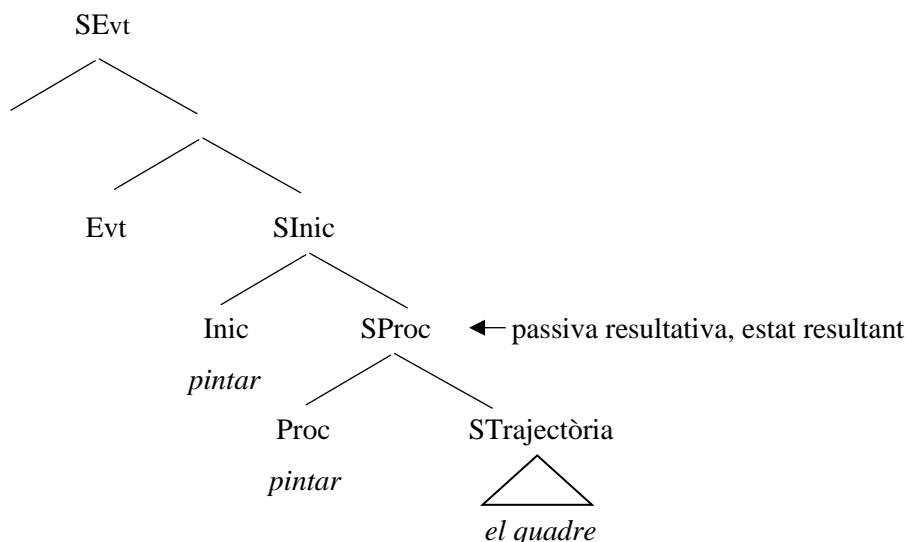 SEvt
Evt SInic
Inic SProc passiva resultativa, estat resultant
pintar
Proc STrajectòria
pintar
el quadre